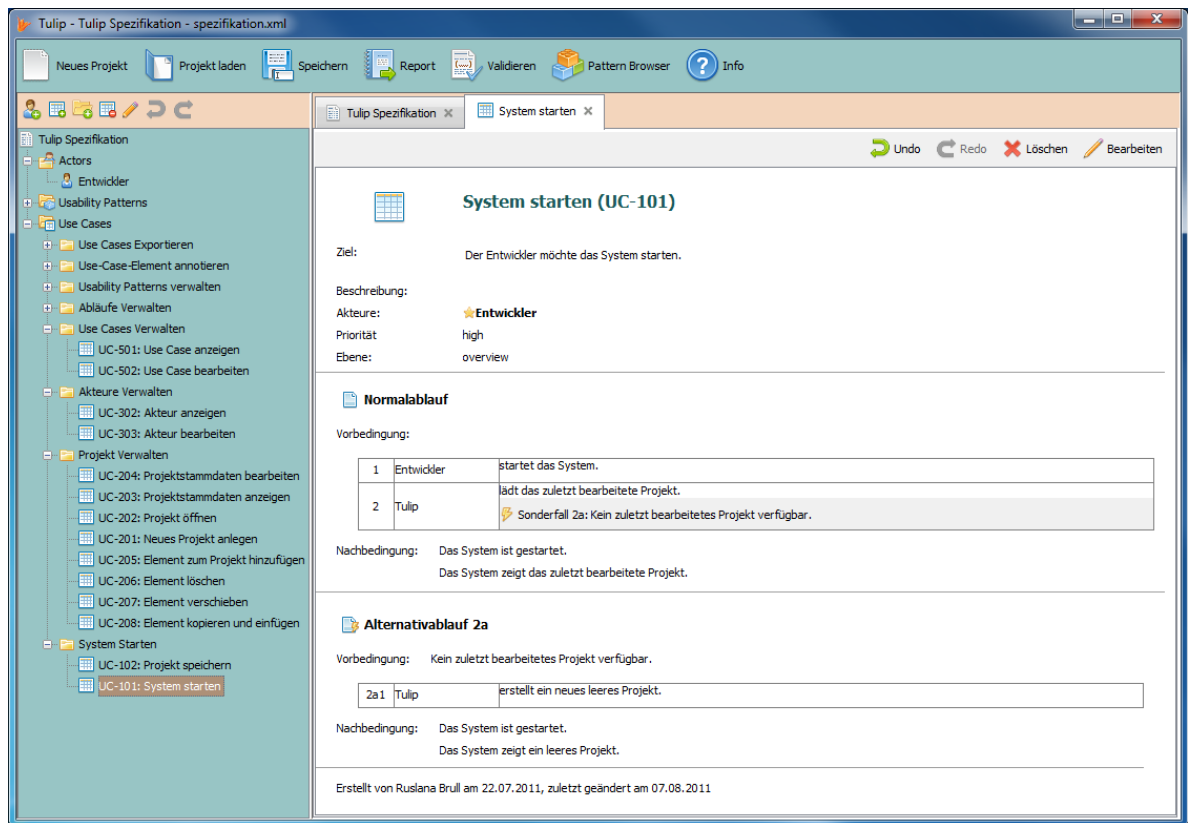 Tulip - Tulip Spezifikation - spezifikation.xml
Neues Projekt Projekt laden Speichern Report Validieren Pattern Browser Info
Tulip Spezifikation
Actors
Entwickler
Usability Patterns
Use Cases
Use Cases Exportieren
Use-Case-Element annotieren
Usability Patterns verwalten
Abläufe Verwalten
Use Cases Verwalten
UC-501: Use Case anzeigen
UC-502: Use Case bearbeiten
Akteure Verwalten
UC-302: Akteur anzeigen
UC-303: Akteur bearbeiten
Projekt Verwalten
UC-204: Projektstammdaten bearbeiten
UC-203: Projektstammdaten anzeigen
UC-202: Projekt öffnen
UC-201: Neues Projekt anlegen
UC-205: Element zum Projekt hinzufügen
UC-206: Element löschen
UC-207: Element verschieben
UC-208: Element kopieren und einfügen
System Starten
UC-102: Projekt speichern
UC-101: System starten
Tulip Spezifikation System starten
Undo Redo Löschen Bearbeiten
System starten (UC-101)
Ziel: Der Entwickler möchte das System starten.
Beschreibung:
Akteure: Entwickler
Priorität high
Ebene: overview
Normalablauf
Vorbedingung:
1 Entwickler startet das System.
2 Tulip lädt das zuletzt bearbeitete Projekt.
Sonderfall 2a: Kein zuletzt bearbeitetes Projekt verfügbar.
Nachbedingung: Das System ist gestartet.
Das System zeigt das zuletzt bearbeitete Projekt.
Alternativablauf 2a
Vorbedingung: Kein zuletzt bearbeitetes Projekt verfügbar.
2a1 Tulip erstellt ein neues leeres Projekt.
Nachbedingung: Das System ist gestartet.
Das System zeigt ein leeres Projekt.
Erstellt von Ruslana Brull am 22.07.2011, zuletzt geändert am 07.08.2011